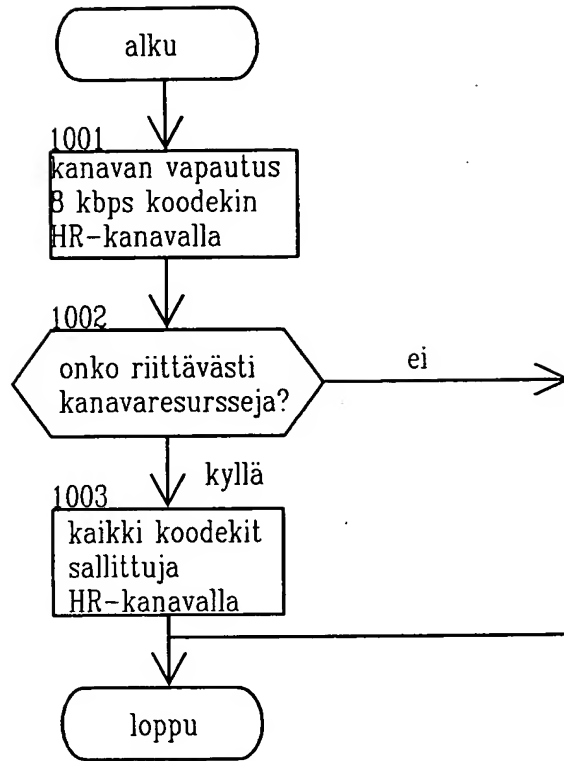 alku
1001
kanavan vapautus
8 kbps koodekin
HR-kanavalla
1002
onko riittävästi
kanavaresursseja?
ei
kyllä
1003
kaikki koodekit
sallittuja
HR-kanavalla
loppu